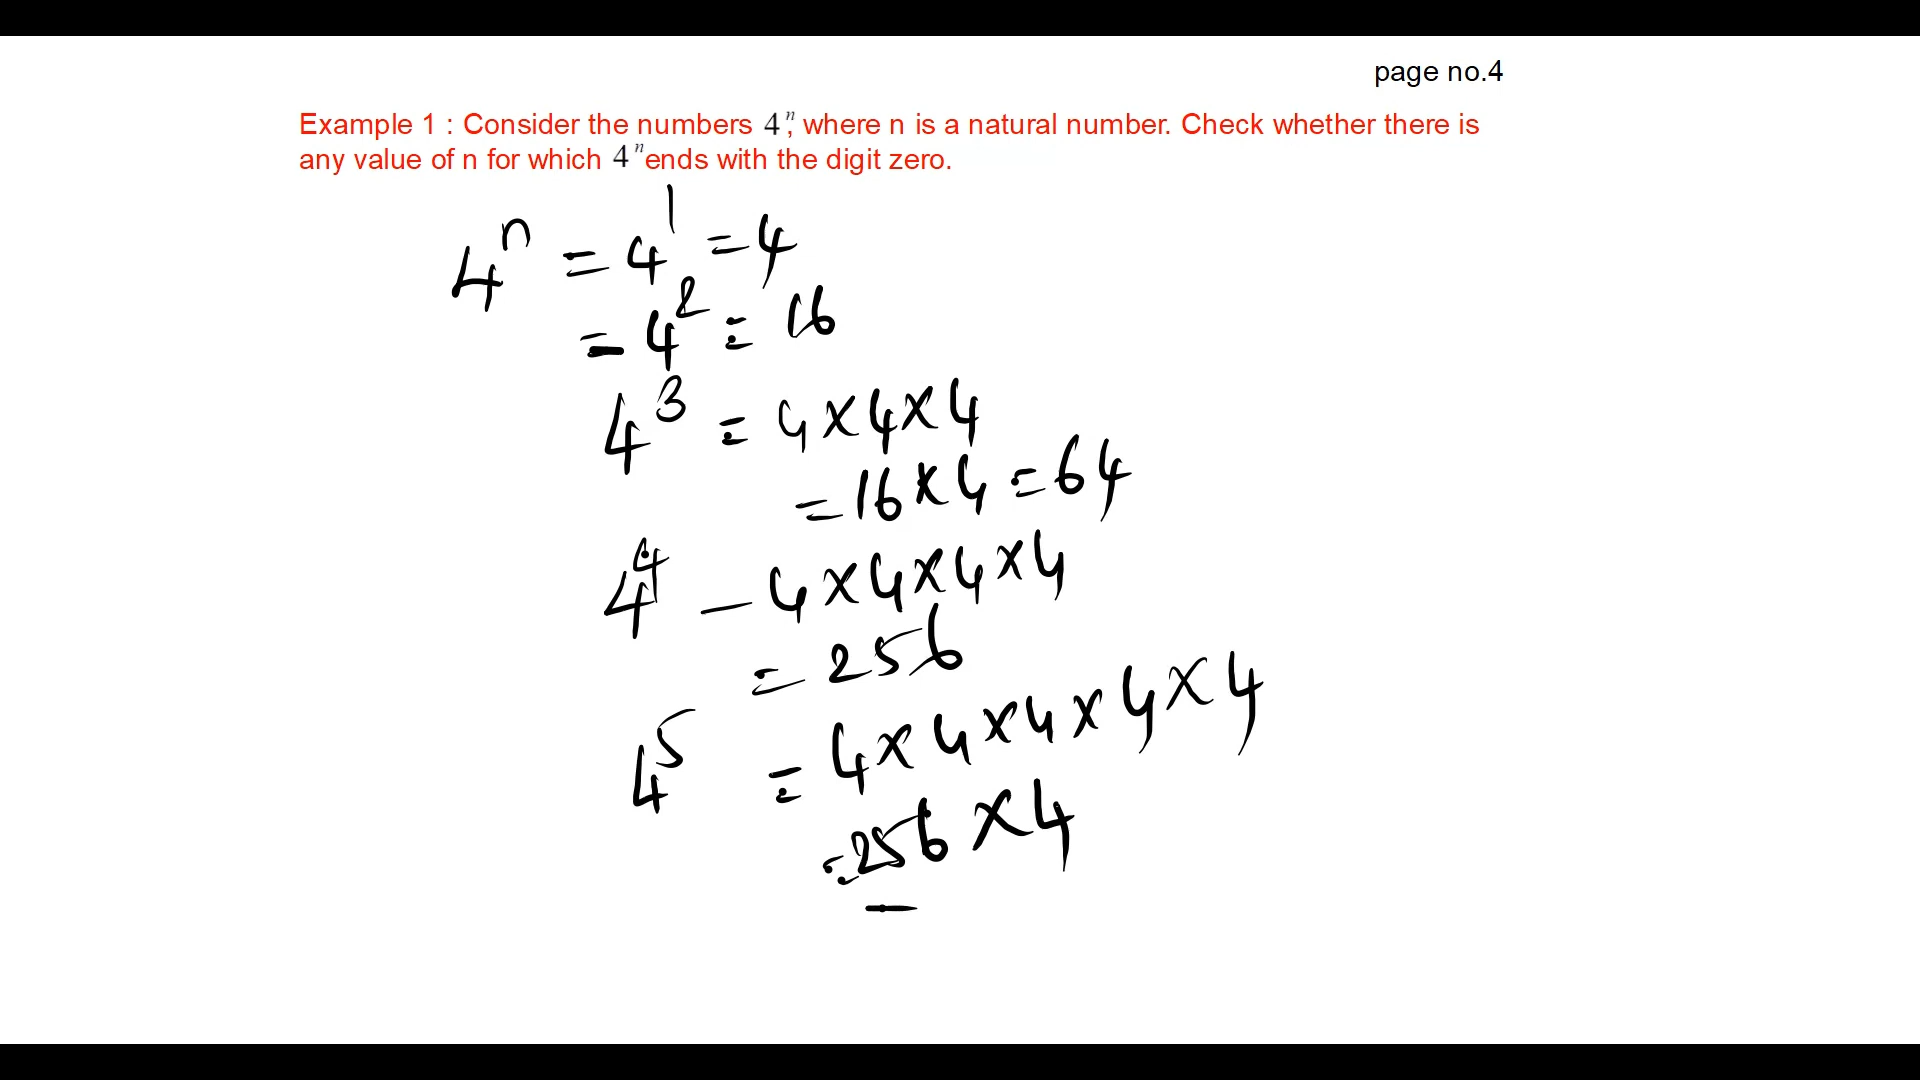 page no.4
Example 1 : Consider the numbers 4ⁿ, where n is a natural number. Check whether there is
any value of n for which 4ⁿ ends with the digit zero.
4ⁿ = 4¹ = 4
= 4² = 16
4³ = 4×4×4
= 16×4 = 64
4⁴ – 4×4×4×4
= 256
4⁵ = 4×4×4×4×4
= 256×4